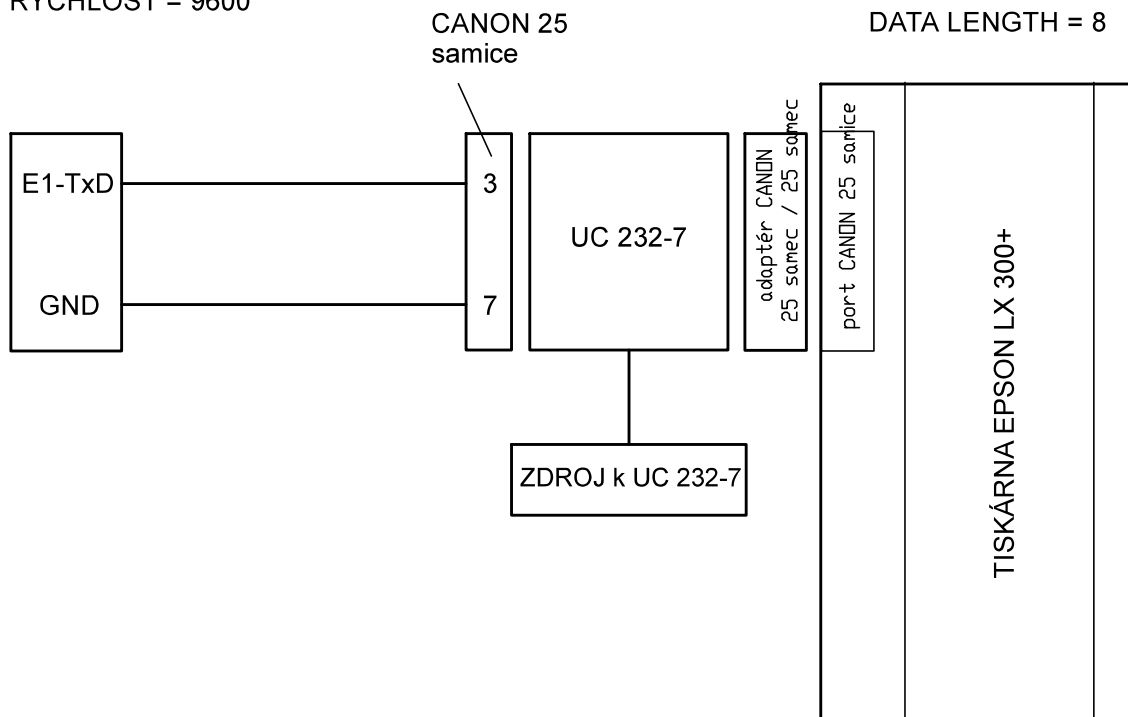 RYCHLOST = 9600
CANON 25
samice
DATA LENGTH = 8
E1-TxD
GND
3
7
UC 232-7
adaptér CANON
25 samec / 25 samec
port CANON 25 samice
TISKÁRNA EPSON LX 300+
ZDROJ k UC 232-7